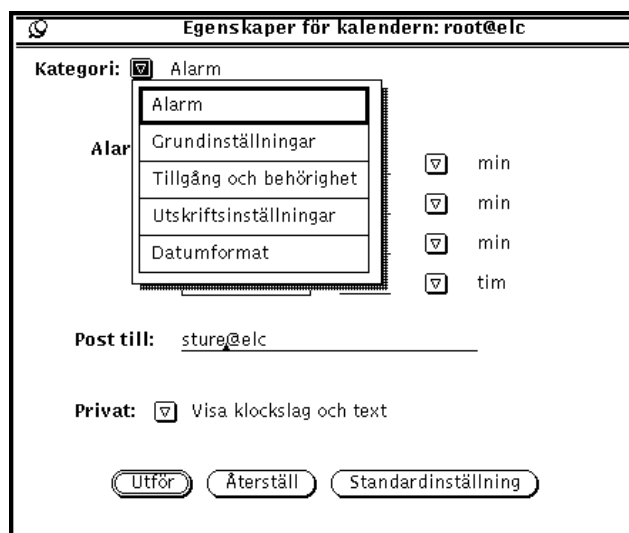 Egenskaper för kalendern: root@elc
Kategori: Alarm
Alarm
Grundinställningar
Alar
min
Tillgång och behörighet
min
Utskriftsinställningar
min
Datumformat
tim
Post till: sture@elc
Privat: Visa klockslag och text
Utför Återställ Standardinställning